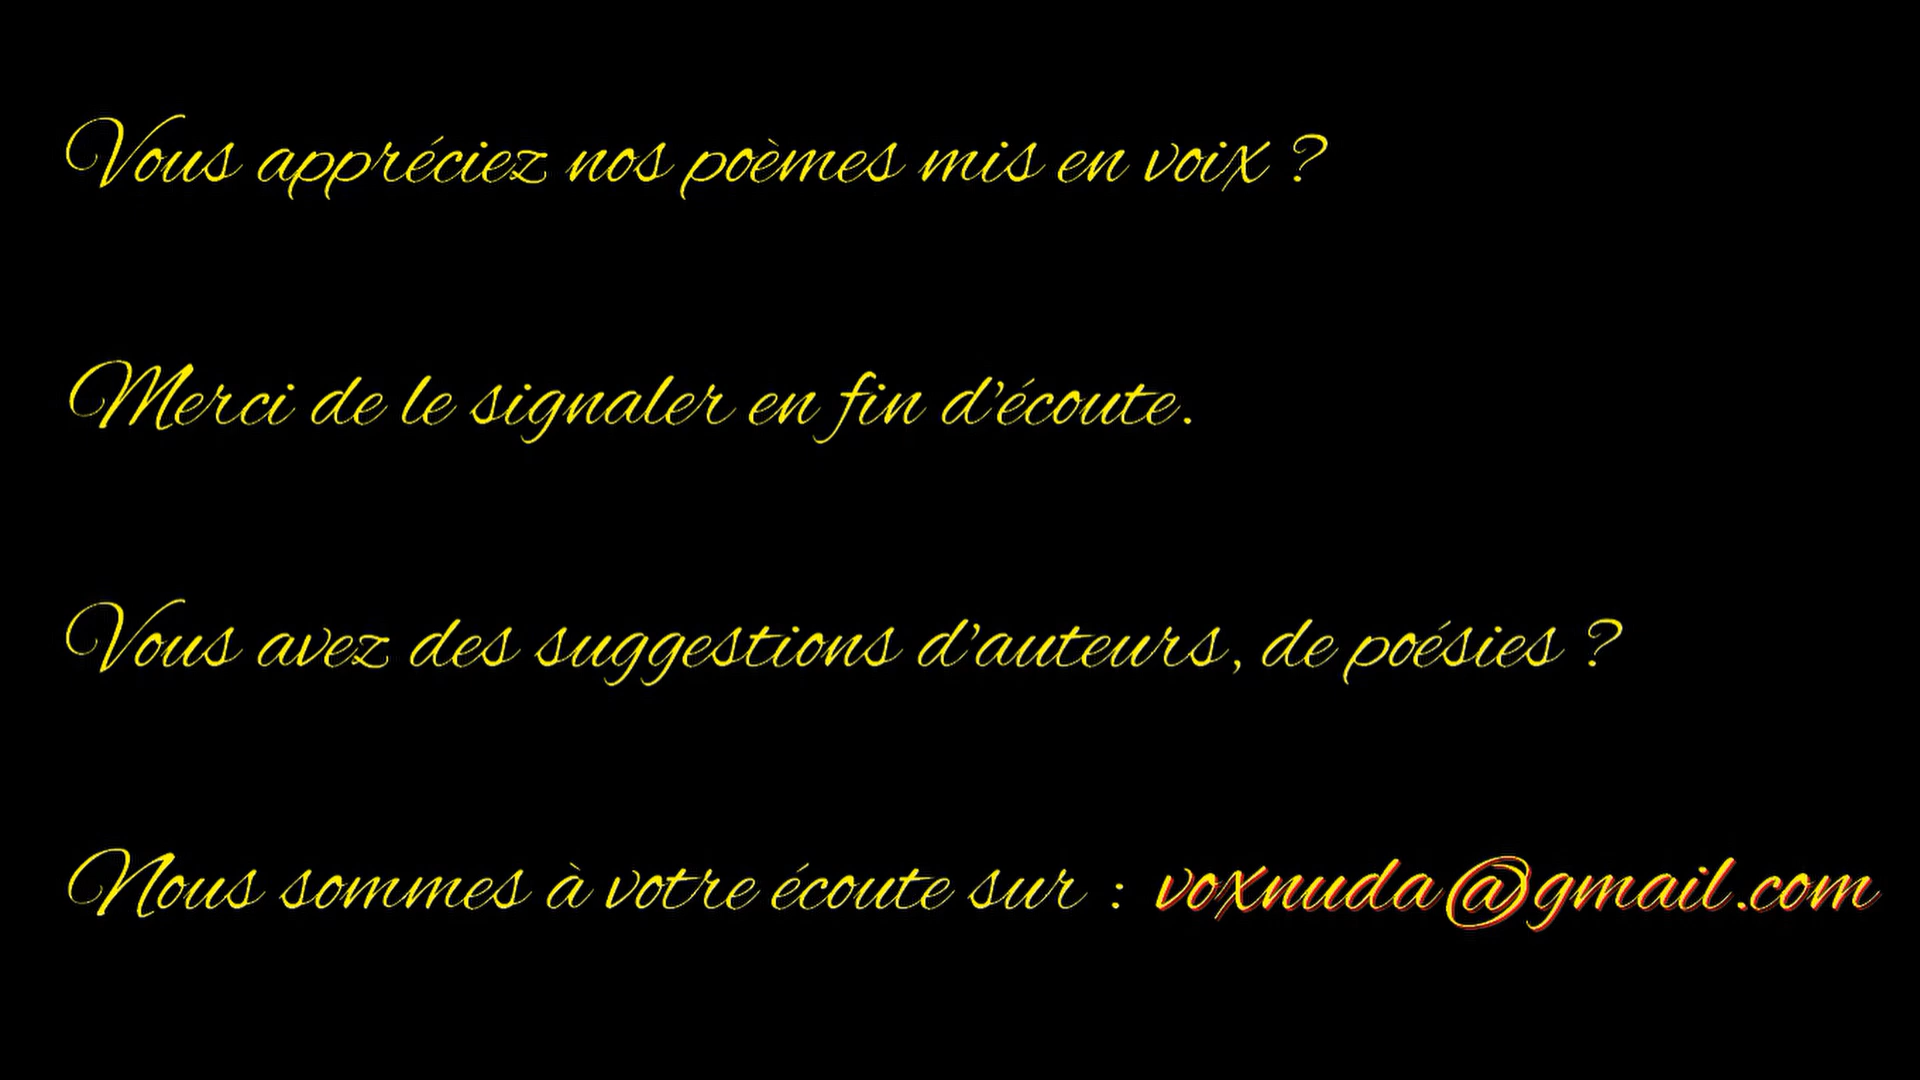 Vous appréciez nos poèmes mis en voix ?
Merci de le signaler en fin d'écoute.
Vous avez des suggestions d'auteurs, de poésies ?
Nous sommes à votre écoute sur : voxnuda@gmail.com